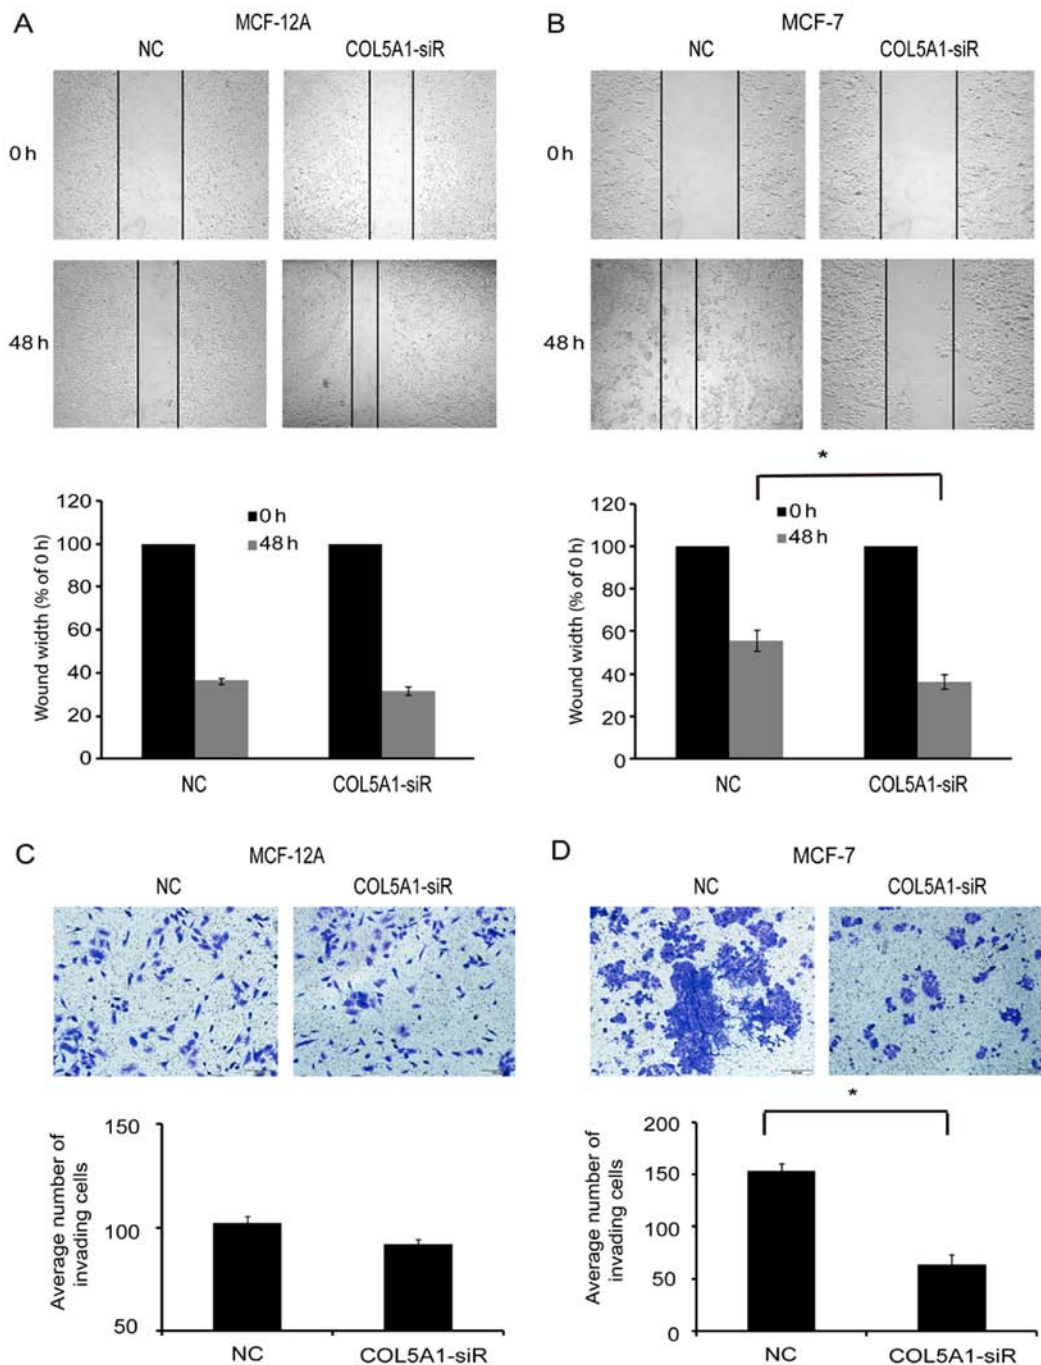 A
MCF-12A
NC
COL5A1-siR
0 h
48 h
120
100
80
60
40
20
0
Wound width (% of 0 h)
0 h
48 h
NC
COL5A1-siR
B
MCF-7
NC
COL5A1-siR
0 h
48 h
*
120
100
80
60
40
20
0
Wound width (% of 0 h)
0 h
48 h
NC
COL5A1-siR
C
MCF-12A
NC
COL5A1-siR
150
100
50
Average number of
invading cells
NC
COL5A1-siR
D
MCF-7
NC
COL5A1-siR
*
200
150
100
50
0
Average number of
invading cells
NC
COL5A1-siR